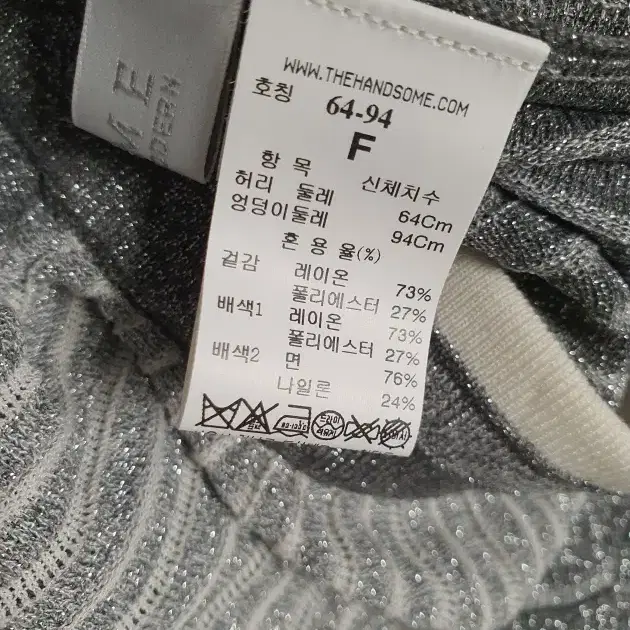 WWW.THEHANDSOME.COM
호칭 64-94
F
항 목 신체치수
허리 둘레 64Cm
엉덩이둘레 94Cm
혼 용 율(%)
겉감 레이온 73%
폴리에스터 27%
배색1 레이온 73%
폴리에스터 27%
배색2 면 76%
나일론 24%
드라이